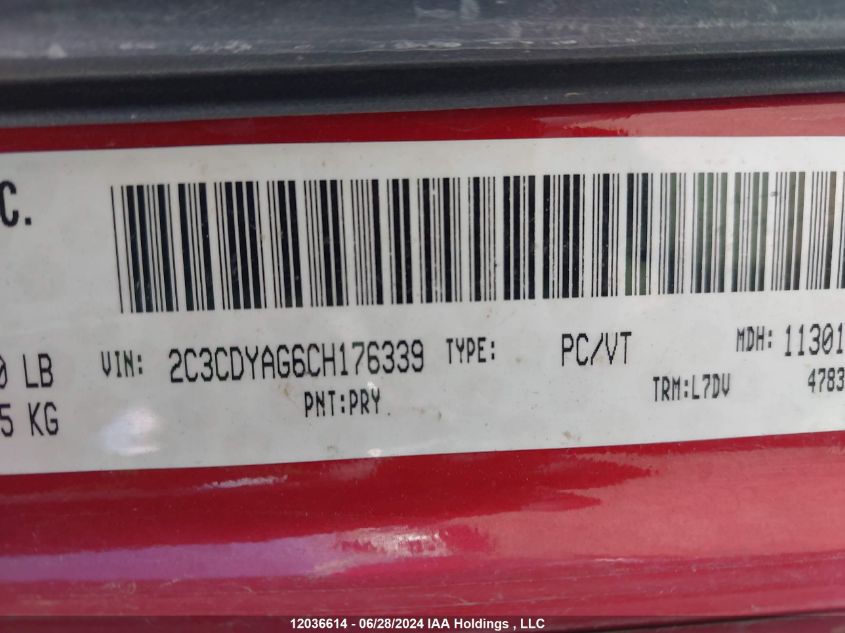 C.
0 LB
5 KG
VIN: 2C3CDYAG6CH176339 TYPE: PC/VT MDH: 11301
PNT:PRY TRM:L7DV 4783
12036614 - 06/28/2024 IAA Holdings , LLC